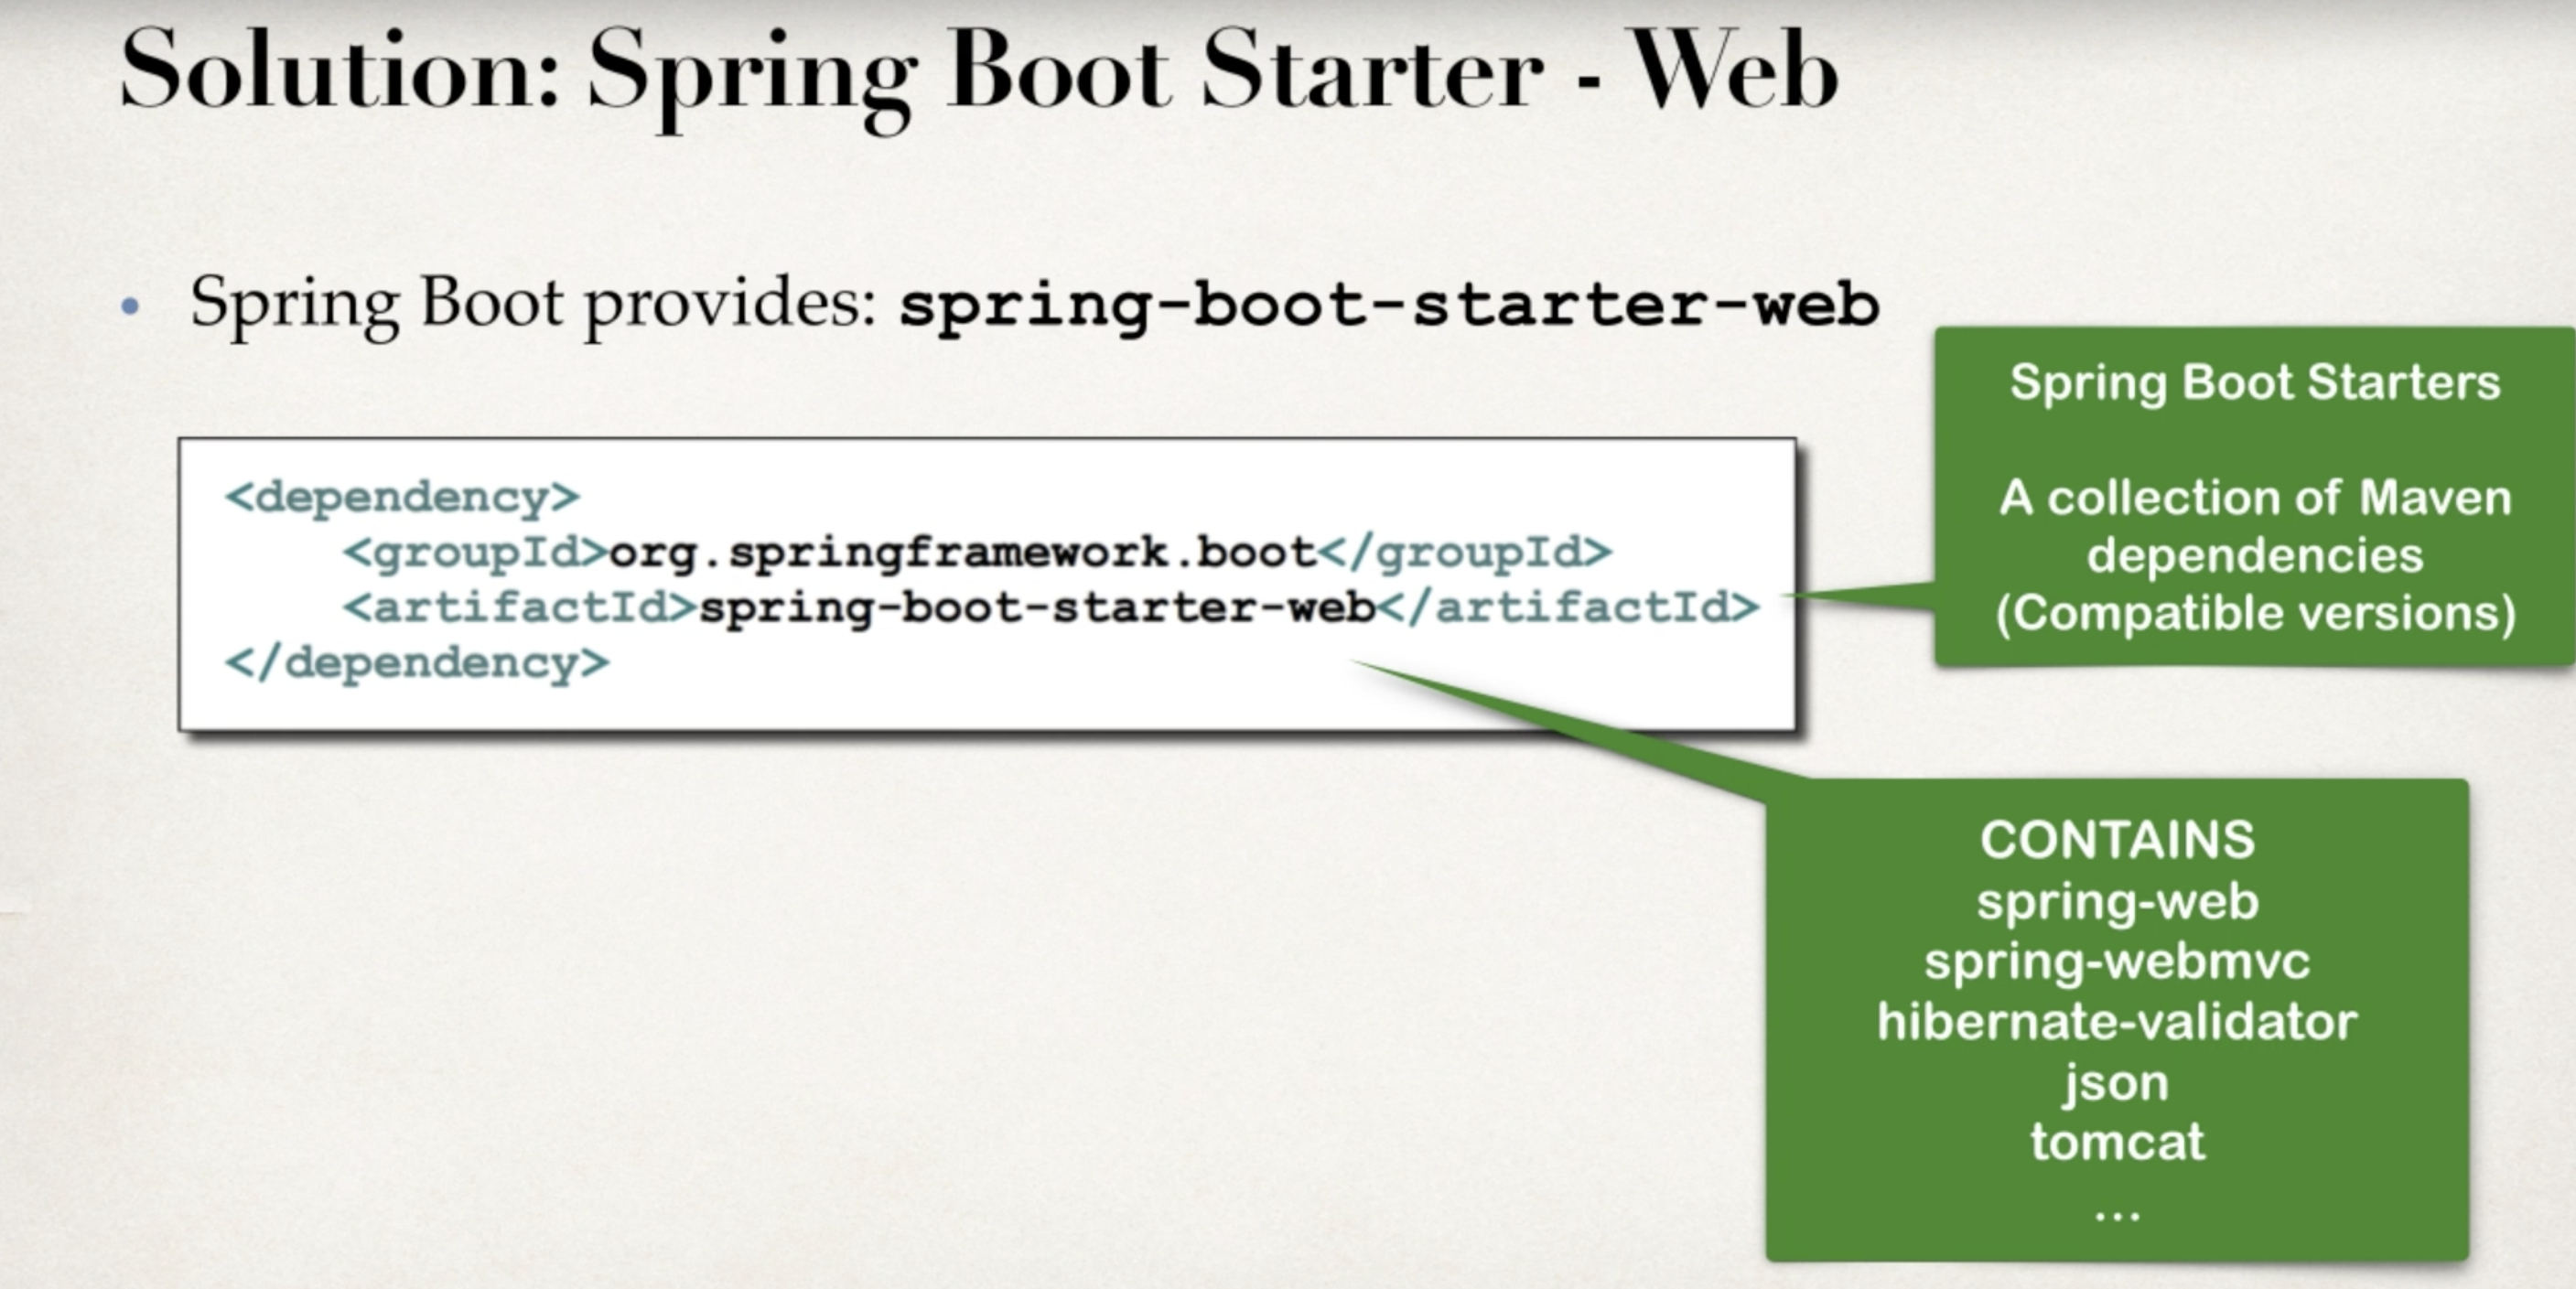 Solution: Spring Boot Starter - Web
• Spring Boot provides: spring-boot-starter-web
<dependency>
    <groupId>org.springframework.boot</groupId>
    <artifactId>spring-boot-starter-web</artifactId>
</dependency>
Spring Boot Starters
A collection of Maven
dependencies
(Compatible versions)
CONTAINS
spring-web
spring-webmvc
hibernate-validator
json
tomcat
...